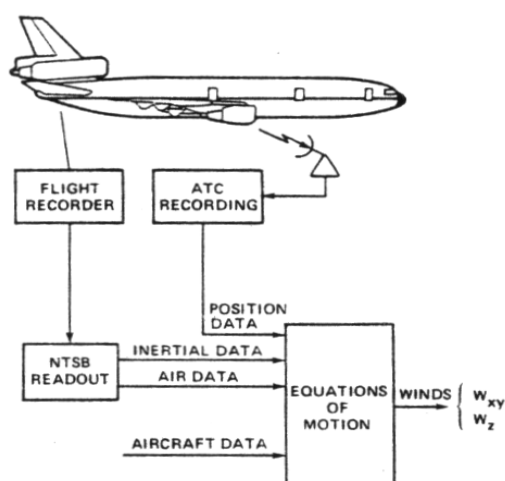 FLIGHT
RECORDER
ATC
RECORDING
POSITION
DATA
NTSB
READOUT
INERTIAL DATA
AIR DATA
AIRCRAFT DATA
EQUATIONS
OF
MOTION
WINDS
Wxy
Wz